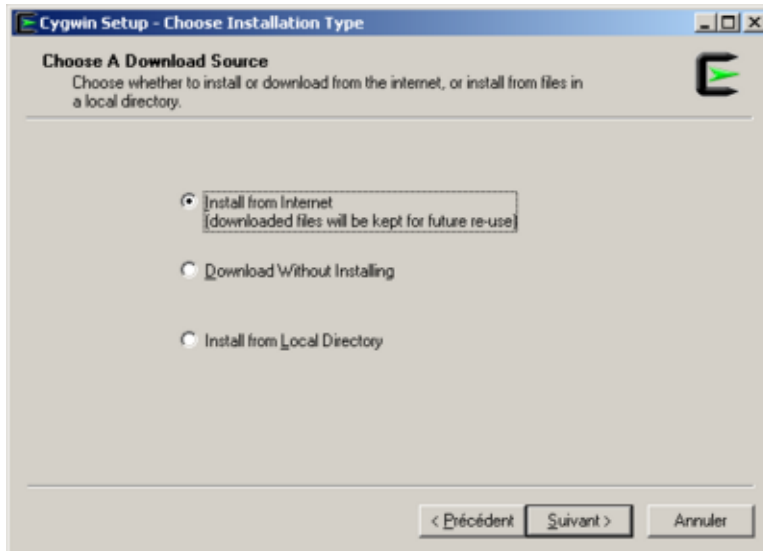 Cygwin Setup - Choose Installation Type
Choose A Download Source
Choose whether to install or download from the internet, or install from files in
a local directory.
Install from Internet
(downloaded files will be kept for future re-use)
Download Without Installing
Install from Local Directory
< Précédent Suivant > Annuler